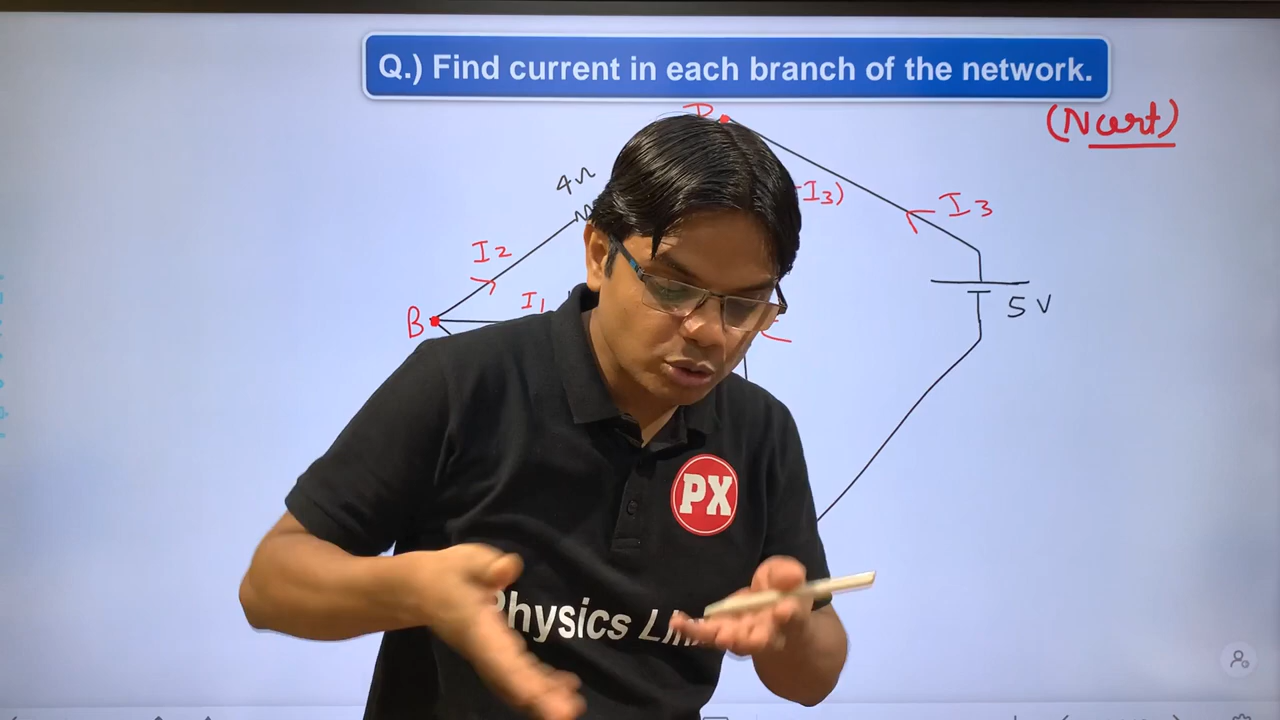 Q.) Find current in each branch of the network.
(Ncert)
4Ω
I3)
I3
I2
B
I1
5 V
PX
Physics